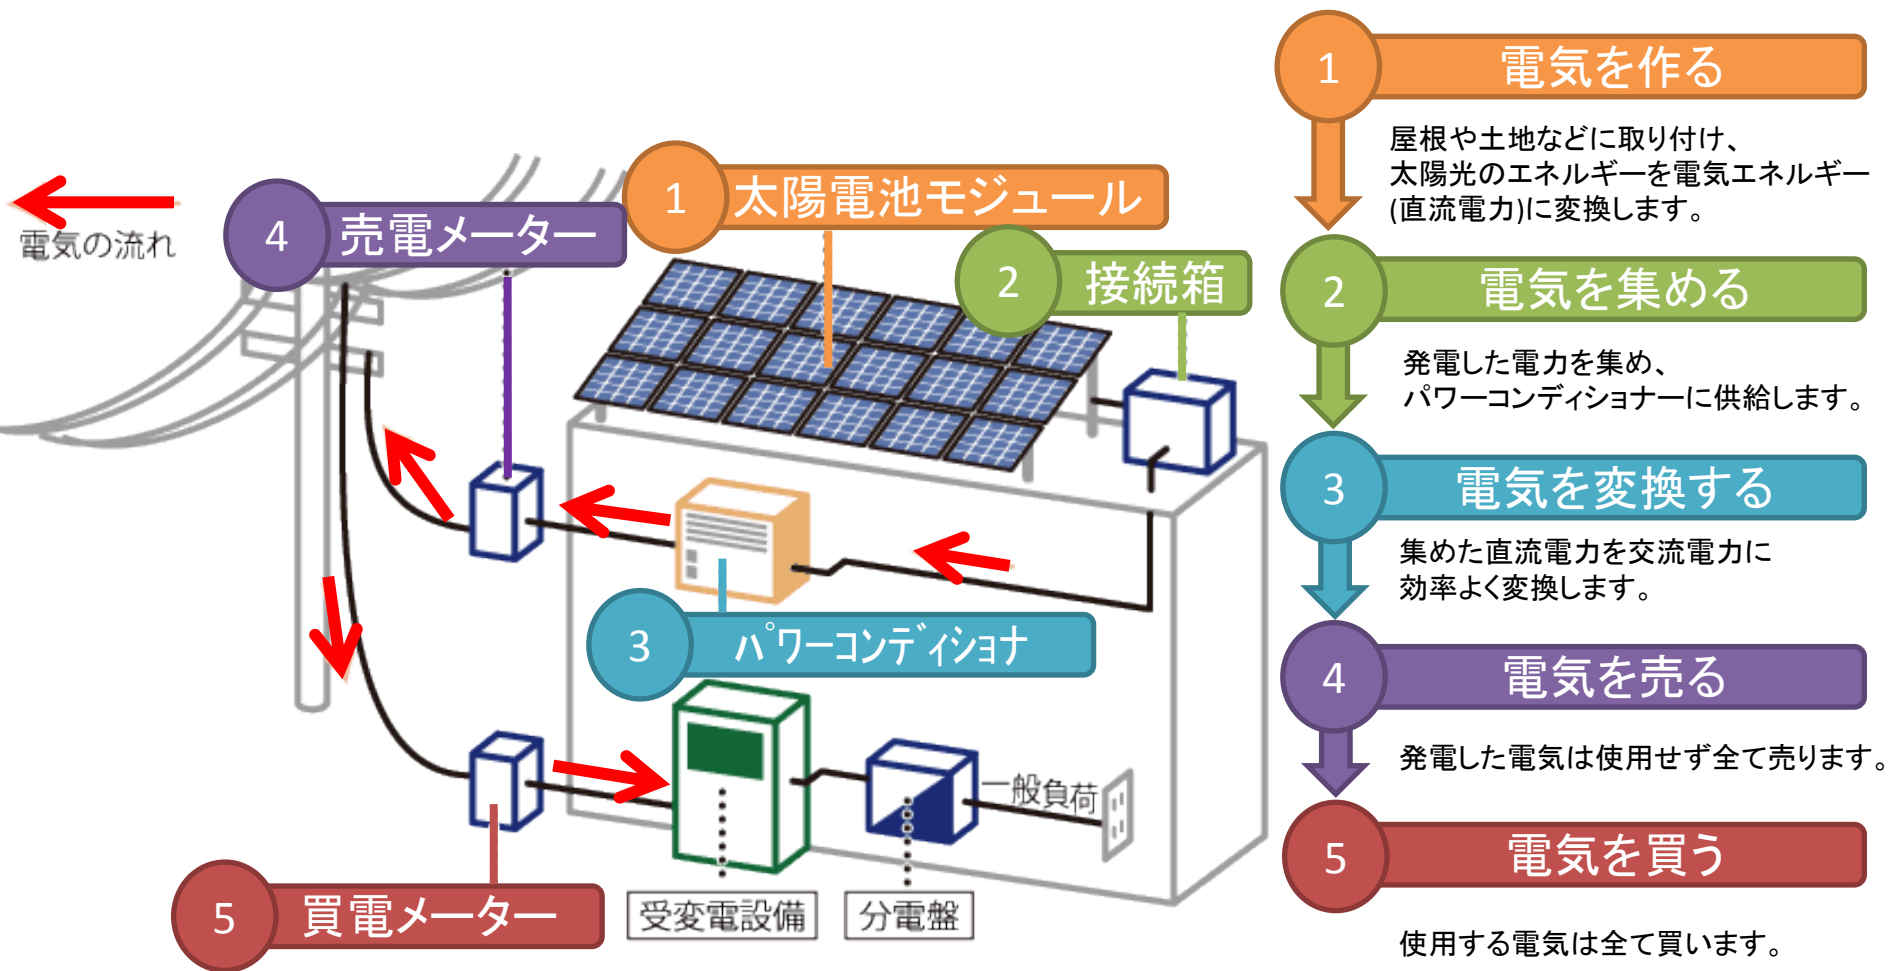 電気の流れ
4 売電メーター
1 太陽電池モジュール
2 接続箱
3 パワーコンディショナ
一般負荷
5 買電メーター
受変電設備
分電盤
1 電気を作る
屋根や土地などに取り付け、
太陽光のエネルギーを電気エネルギー
(直流電力)に変換します。
2 電気を集める
発電した電力を集め、
パワーコンディショナーに供給します。
3 電気を変換する
集めた直流電力を交流電力に
効率よく変換します。
4 電気を売る
発電した電気は使用せず全て売ります。
5 電気を買う
使用する電気は全て買います。